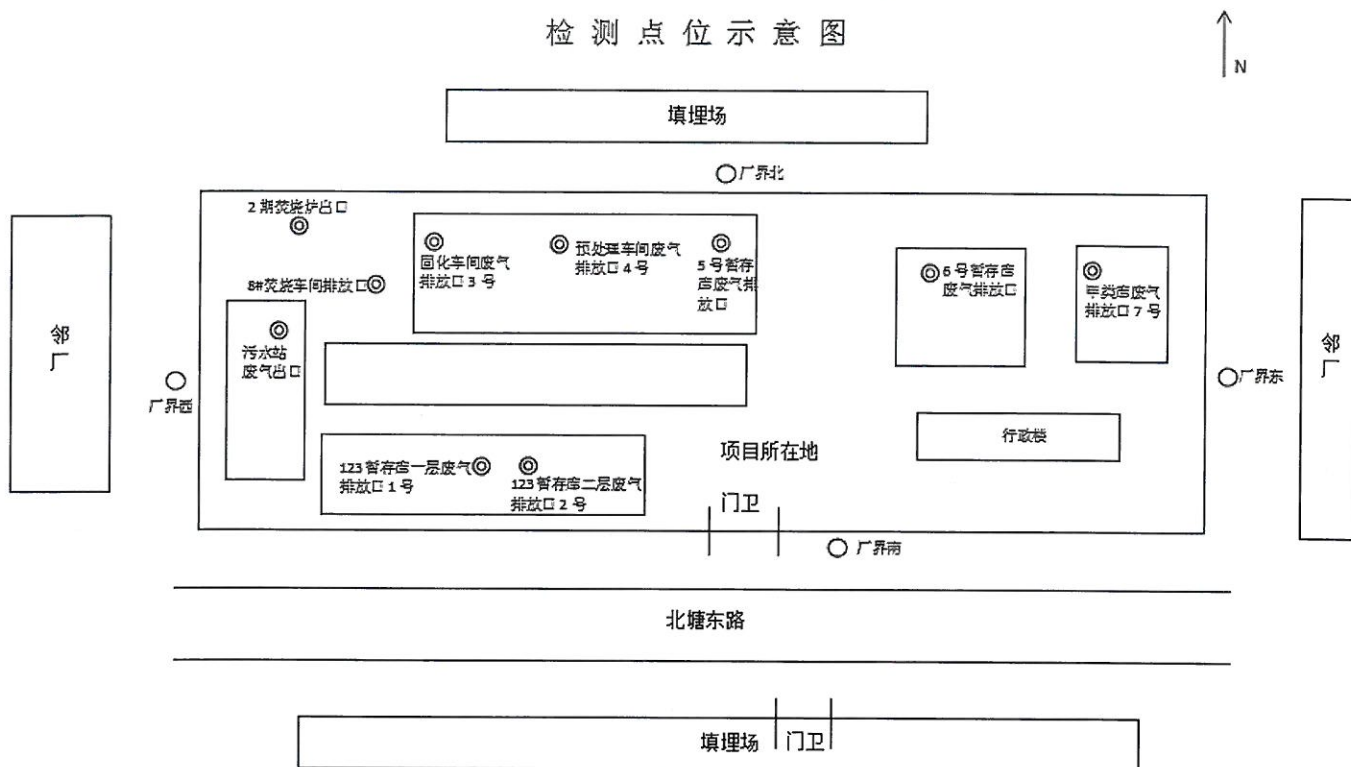 检测点位示意图
N
填埋场
厂界北
2期焚烧炉出口
固化车间废气
排放口3号
预处理车间废气
排放口4号
5号暂存
库废气排
放口
6号暂存库
废气排放口
甲类库废气
排放口7号
8#焚烧车间排放口
污水站
废气出口
邻厂
厂界西
邻厂
厂界东
行政楼
项目所在地
123暂存库一层废气
排放口1号
123暂存库二层废气
排放口2号
门卫
厂界南
北塘东路
填埋场
门卫